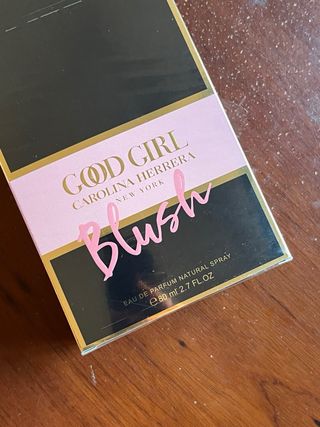 GOOD GIRL
CAROLINA HERRERA
NEW YORK
Blush
EAU DE PARFUM NATURAL SPRAY
℮80 ml 2.7 FL.OZ